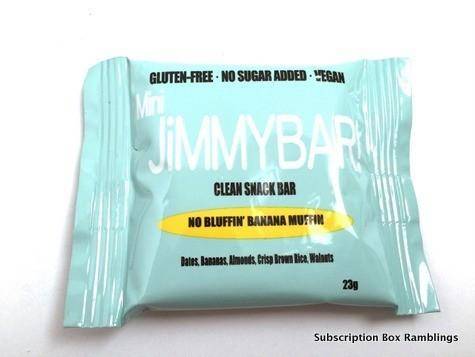 GLUTEN-FREE · NO SUGAR ADDED · VEGAN
Mini
JiMMYBAR
CLEAN SNACK BAR
NO BLUFFIN' BANANA MUFFIN
Dates, Bananas, Almonds, Crisp Brown Rice, Walnuts
23g
Subscription Box Ramblings